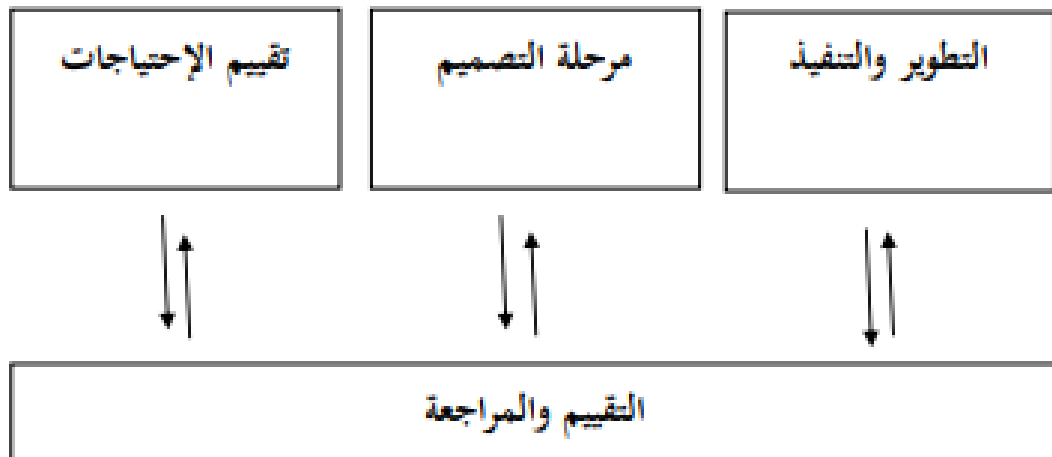 التطوير والتنفيذ
مرحلة التصميم
تقييم الإحتياجات
التقييم والمراجعة